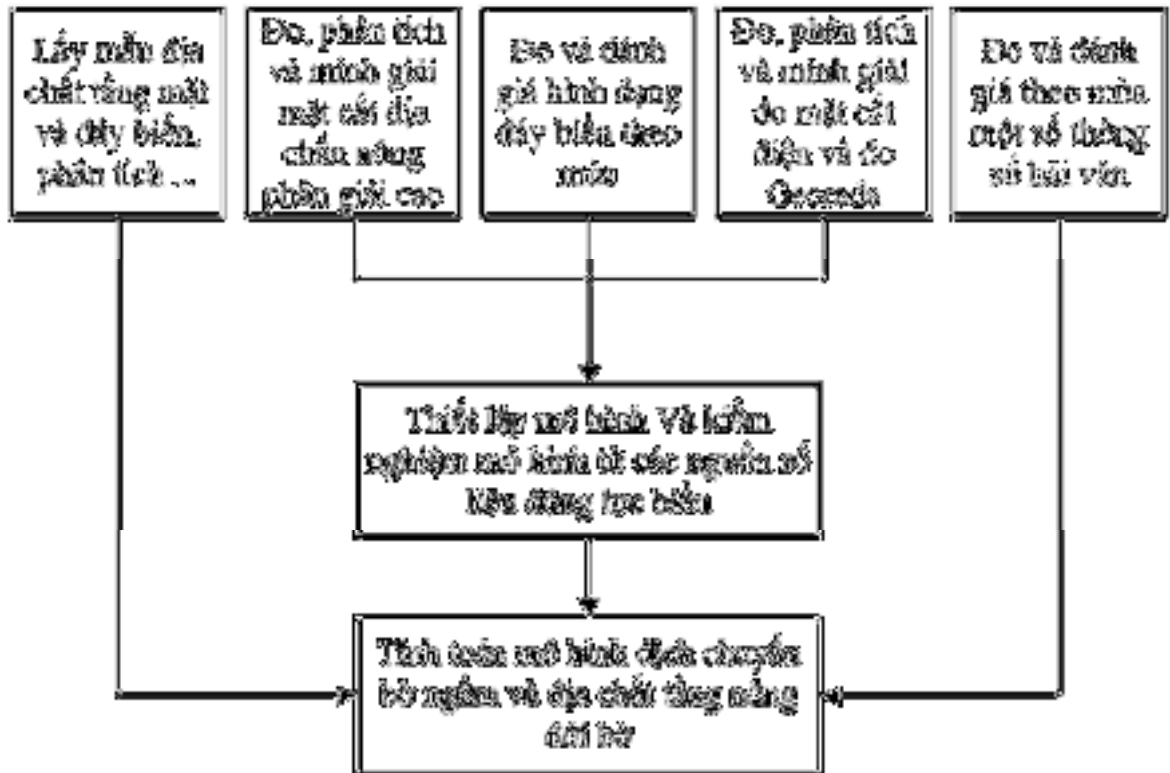 Lấy mẫu địa
chất tầng mặt
và đáy biển,
phân tích ...
Đo, phân tích
và minh giải
mặt cắt địa
chấn nông
phân giải cao
Đo và đánh
giá hình dạng
đáy biển theo
mùa
Đo, phân tích
và minh giải
đo mặt cắt
điện và đo
Đo và đánh
giá theo mùa
một số thông
số hải văn
Thiết lập mô hình Và kiểm
nghiệm mô hình từ các nguồn số
liệu động lực biển
Tính toán mô hình dịch chuyển
bờ ngầm và địa chất tầng nông
đới bờ